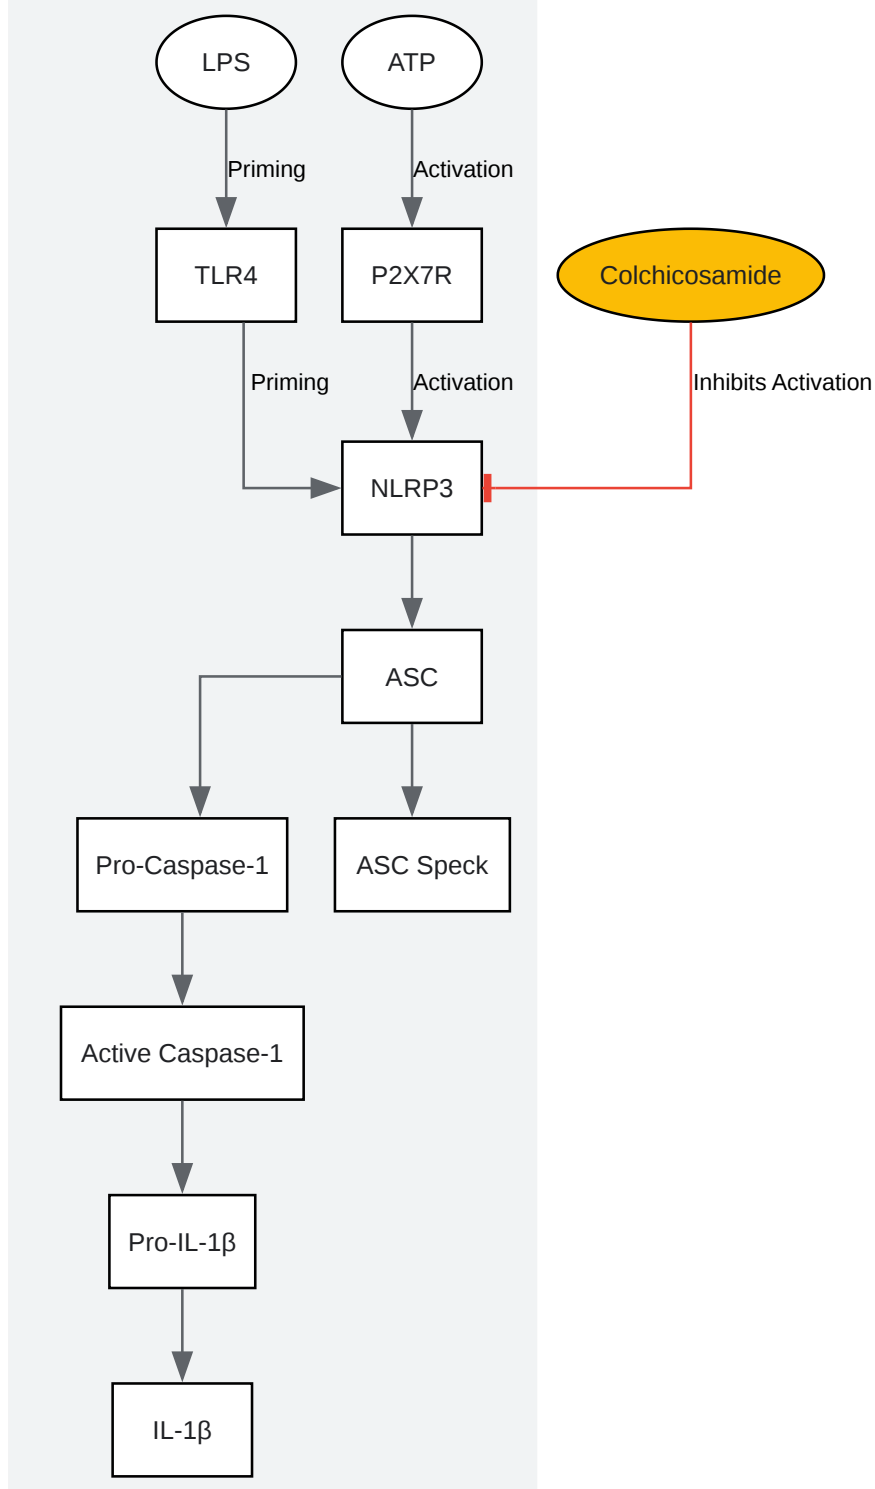 LPS
ATP
Priming
Activation
TLR4
P2X7R
Colchicosamide
Priming
Activation
Inhibits Activation
NLRP3
ASC
Pro-Caspase-1
ASC Speck
Active Caspase-1
Pro-IL-1β
IL-1β